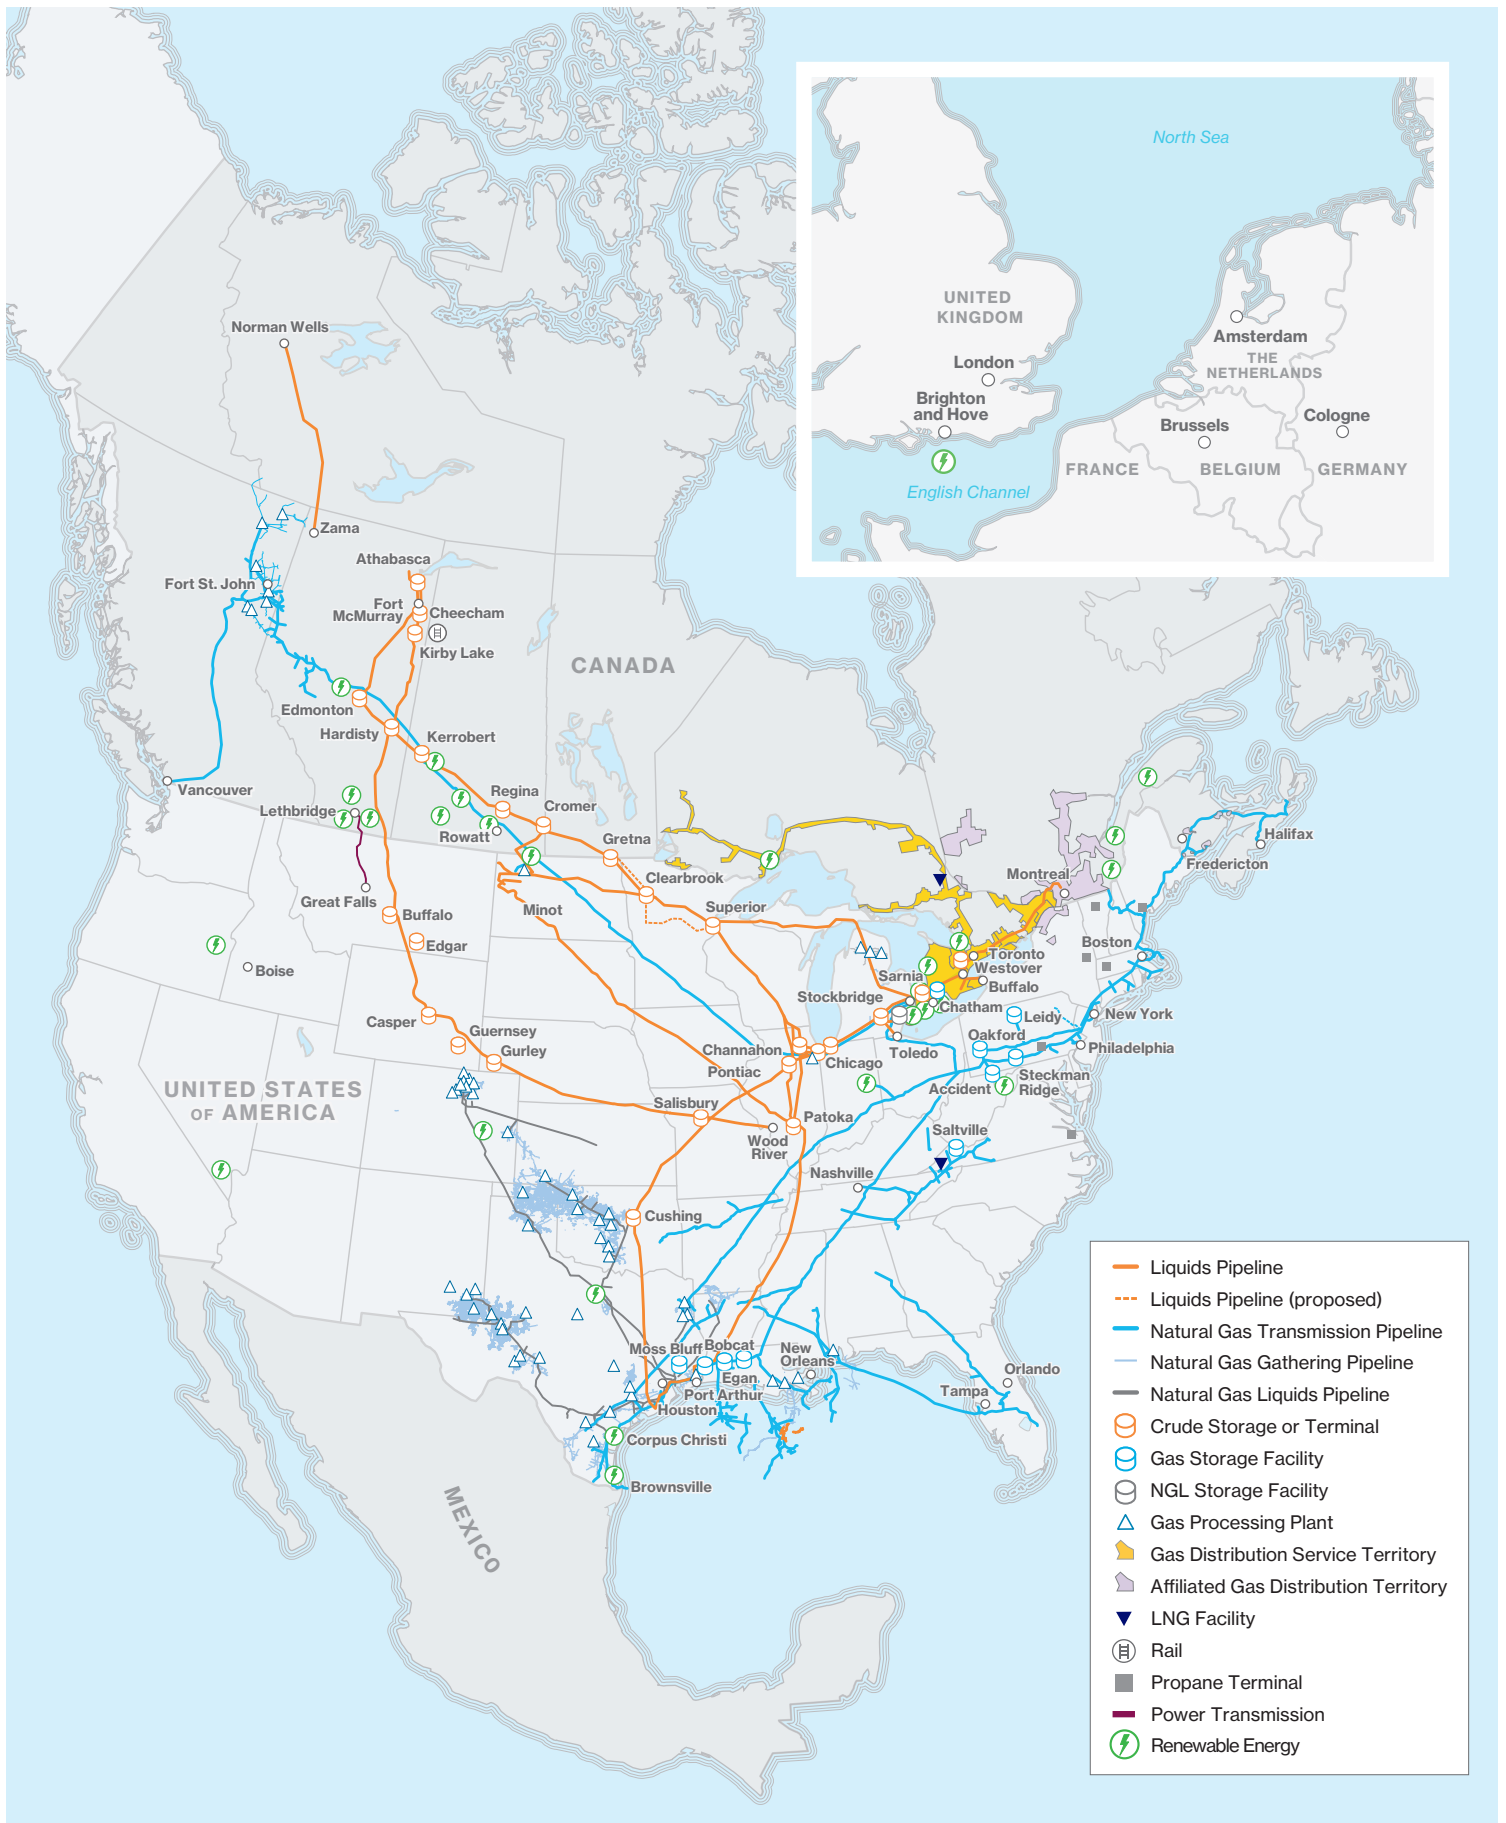 North Sea
UNITED
KINGDOM
London
Brighton
and Hove
English Channel
Amsterdam
THE
NETHERLANDS
Brussels
Cologne
FRANCE
BELGIUM
GERMANY
Norman Wells
Zama
Athabasca
Fort St. John
Fort
McMurray
Cheecham
Kirby Lake
CANADA
Edmonton
Hardisty
Kerrobert
Vancouver
Lethbridge
Regina
Rowatt
Cromer
Gretna
Great Falls
Clearbrook
Minot
Superior
Buffalo
Edgar
Boise
Montreal
Halifax
Fredericton
Boston
Toronto
Westover
Buffalo
Sarnia
Stockbridge
Chatham
Leidy
New York
Casper
Guernsey
Gurley
Channahon
Pontiac
Chicago
Toledo
Oakford
Philadelphia
Accident
Steckman
Ridge
UNITED STATES
OF AMERICA
Salisbury
Wood
River
Patoka
Saltville
Nashville
Cushing
Moss Bluff
Bobcat
Egan
New
Orleans
Port Arthur
Houston
Orlando
Tampa
Corpus Christi
Brownsville
MEXICO
Liquids Pipeline
Liquids Pipeline (proposed)
Natural Gas Transmission Pipeline
Natural Gas Gathering Pipeline
Natural Gas Liquids Pipeline
Crude Storage or Terminal
Gas Storage Facility
NGL Storage Facility
Gas Processing Plant
Gas Distribution Service Territory
Affiliated Gas Distribution Territory
LNG Facility
Rail
Propane Terminal
Power Transmission
Renewable Energy